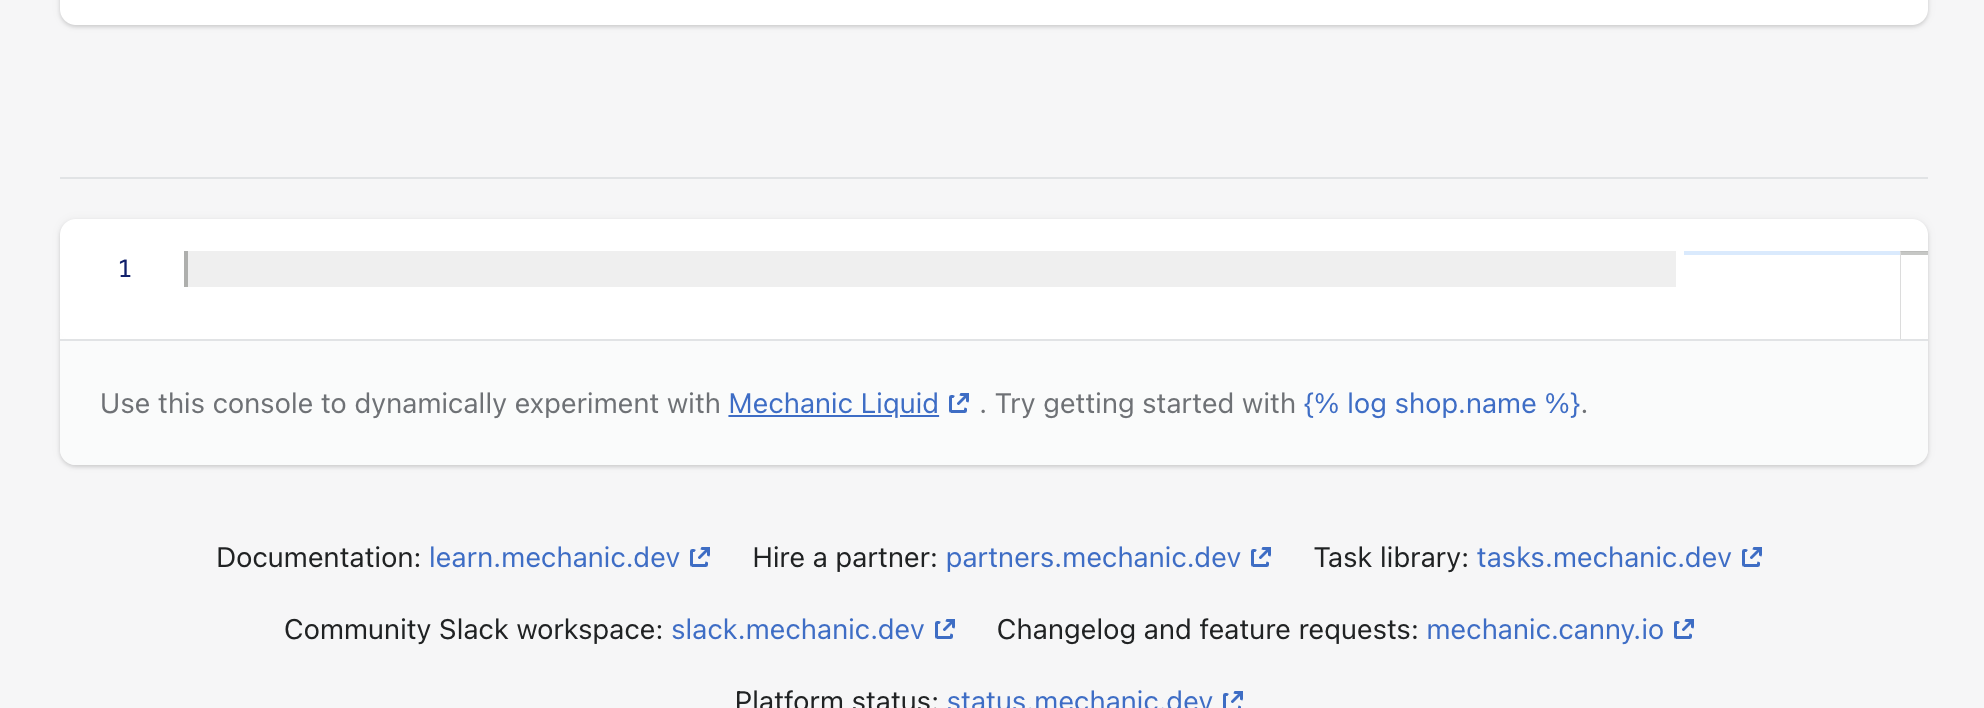 1
Use this console to dynamically experiment with Mechanic Liquid . Try getting started with {% log shop.name %}.
Documentation: learn.mechanic.dev Hire a partner: partners.mechanic.dev Task library: tasks.mechanic.dev
Community Slack workspace: slack.mechanic.dev Changelog and feature requests: mechanic.canny.io
Platform status: status.mechanic.dev